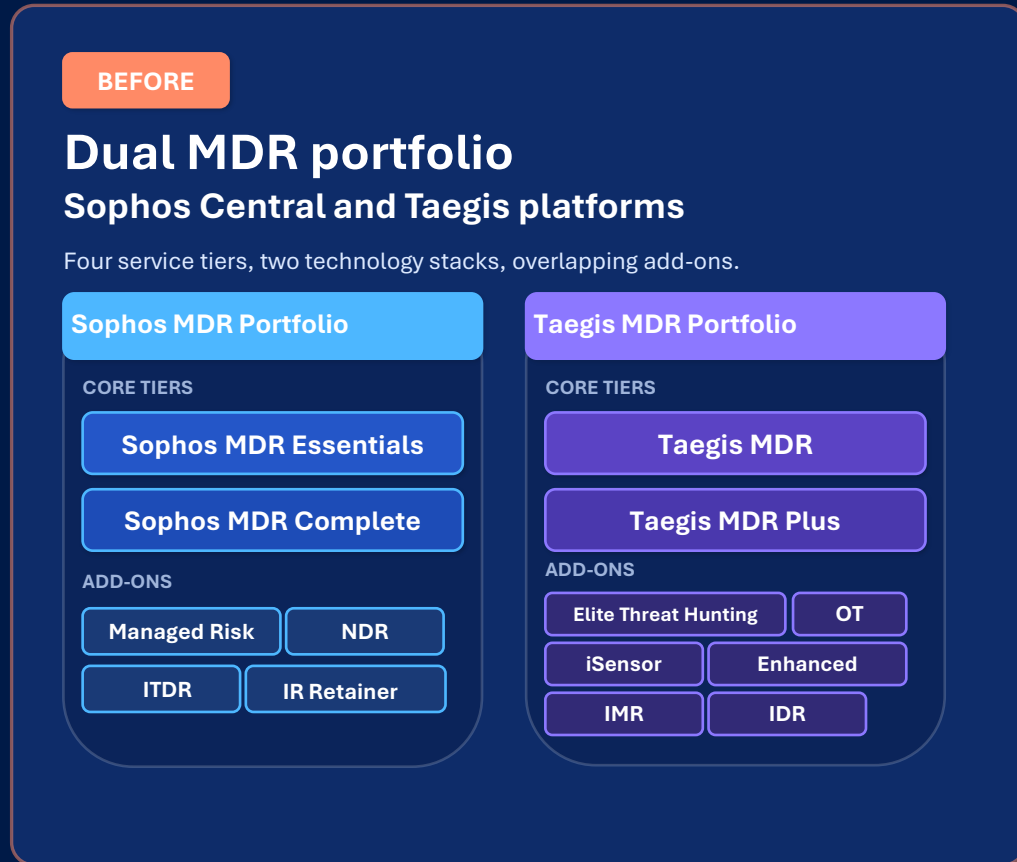 BEFORE
Dual MDR portfolio
Sophos Central and Taegis platforms
Four service tiers, two technology stacks, overlapping add-ons.
Sophos MDR Portfolio
CORE TIERS
Sophos MDR Essentials
Sophos MDR Complete
ADD-ONS
Managed Risk
NDR
ITDR
IR Retainer
Taegis MDR Portfolio
CORE TIERS
Taegis MDR
Taegis MDR Plus
ADD-ONS
Elite Threat Hunting
OT
iSensor
Enhanced
IMR
IDR